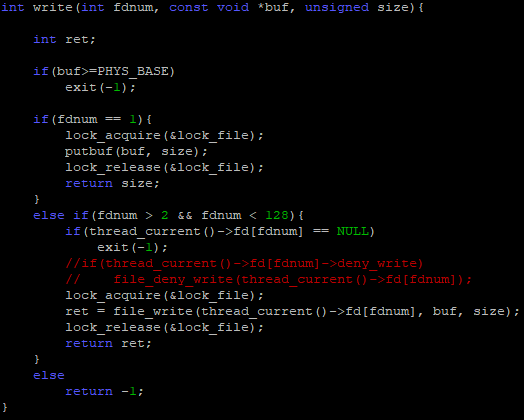 int write(int fdnum, const void *buf, unsigned size){
int ret;
if(buf>=PHYS_BASE)
exit(-1);
if(fdnum == 1){
lock_acquire(&lock_file);
putbuf(buf, size);
lock_release(&lock_file);
return size;
}
else if(fdnum > 2 && fdnum < 128){
if(thread_current()->fd[fdnum] == NULL)
exit(-1);
//if(thread_current()->fd[fdnum]->deny_write)
//    file_deny_write(thread_current()->fd[fdnum]);
lock_acquire(&lock_file);
ret = file_write(thread_current()->fd[fdnum], buf, size);
lock_release(&lock_file);
return ret;
}
else
return -1;
}